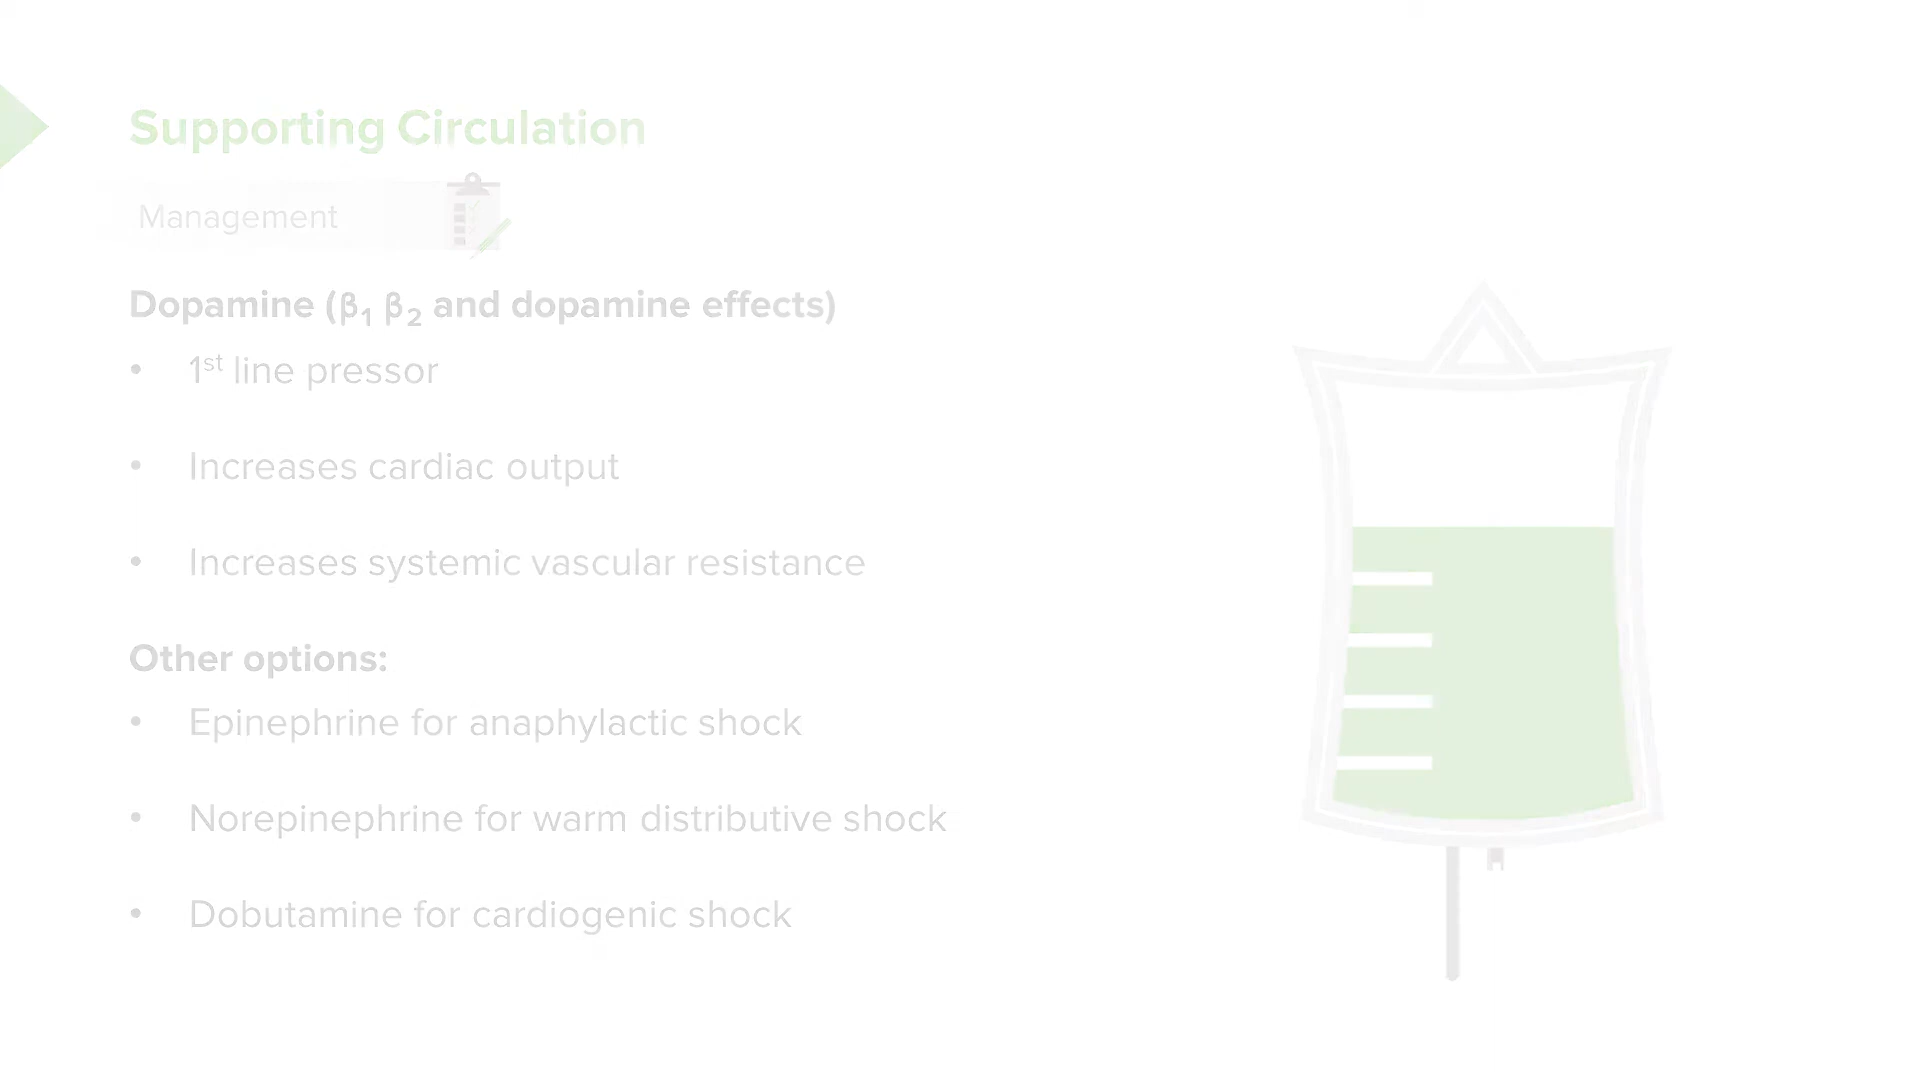 Supporting Circulation
Management
Dopamine (β₁ β₂ and dopamine effects)
• 1ˢᵗ line pressor
• Increases cardiac output
• Increases systemic vascular resistance
Other options:
• Epinephrine for anaphylactic shock
• Norepinephrine for warm distributive shock
• Dobutamine for cardiogenic shock